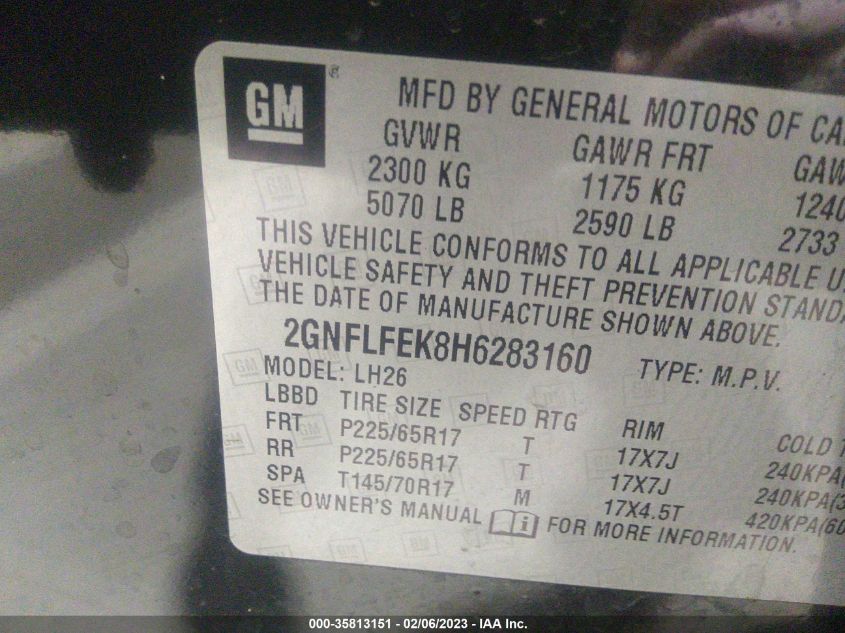 GM
MFD BY GENERAL MOTORS OF
GVWR GAWR FRT
2300 KG 1175 KG 1240
5070 LB 2590 LB 2733
THIS VEHICLE CONFORMS TO ALL APPLICABLE
VEHICLE SAFETY AND THEFT PREVENTION
THE DATE OF MANUFACTURE SHOWN ABOVE.
2GNFLFEK8H6283160 TYPE: M.P.V.
MODEL: LH26
LBBD TIRE SIZE SPEED RTG RIM COLD
FRT P225/65R17 T 17X7J 240KPA
RR P225/65R17 T 17X7J 240KPA
SPA T145/70R17 M 17X4.5T 420KPA
SEE OWNER'S MANUAL FOR MORE INFORMATION.
000-35813151 - 02/06/2023 - IAA Inc.